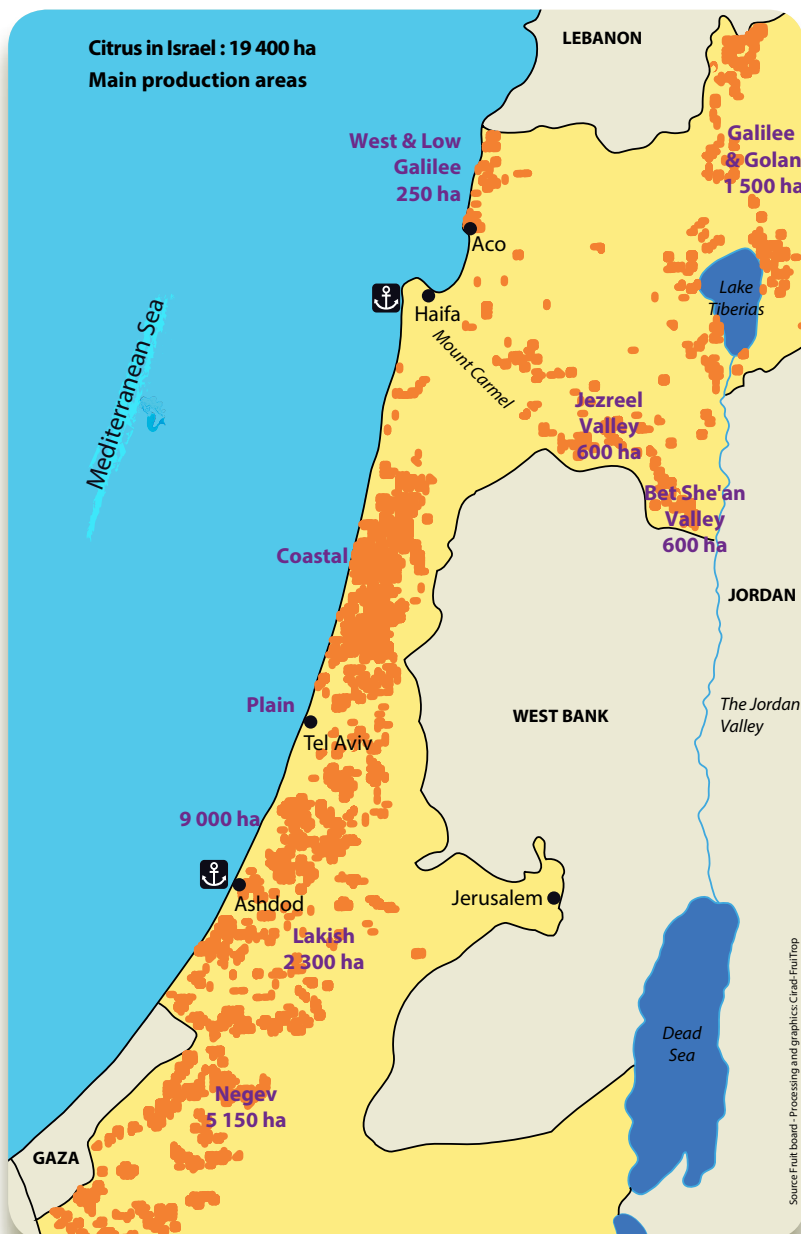 Citrus in Israel : 19 400 ha
Main production areas
LEBANON
West & Low
Galilee
250 ha
Galilee
& Golan
1 500 ha
Aco
Haifa
Lake
Tiberias
Mediterranean Sea
Mount Carmel
Jezreel
Valley
600 ha
Bet She'an
Valley
600 ha
Coastal
JORDAN
Plain
WEST BANK
The Jordan
Valley
Tel Aviv
9 000 ha
Ashdod
Jerusalem
Lakish
2 300 ha
Dead
Sea
Negev
5 150 ha
GAZA
Source Fruit board - Processing and graphics: Cirad-FruiTrop